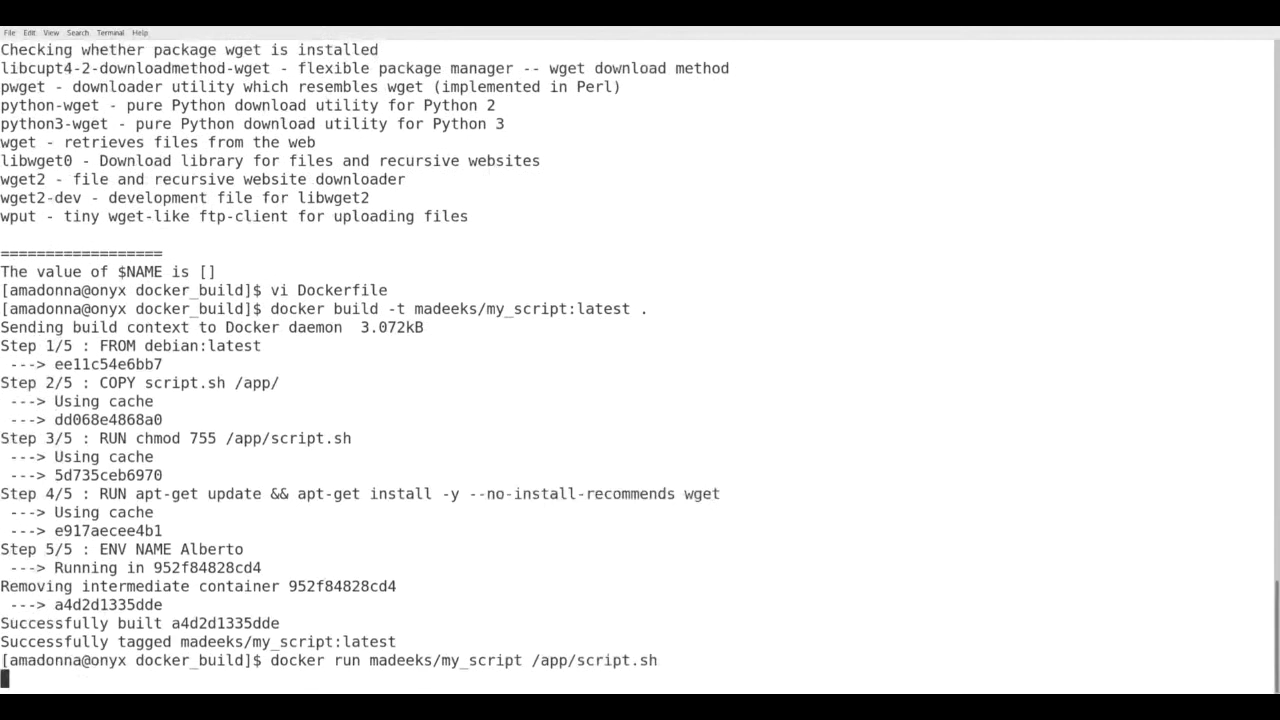 File Edit View Search Terminal Help
Checking whether package wget is installed
libcupt4-2-downloadmethod-wget - flexible package manager -- wget download method
pwget - downloader utility which resembles wget (implemented in Perl)
python-wget - pure Python download utility for Python 2
python3-wget - pure Python download utility for Python 3
wget - retrieves files from the web
libwget0 - Download library for files and recursive websites
wget2 - file and recursive website downloader
wget2-dev - development file for libwget2
wput - tiny wget-like ftp-client for uploading files
==================
The value of $NAME is []
[amadonna@onyx docker_build]$ vi Dockerfile
[amadonna@onyx docker_build]$ docker build -t madeeks/my_script:latest .
Sending build context to Docker daemon  3.072kB
Step 1/5 : FROM debian:latest
 ---> ee11c54e6bb7
Step 2/5 : COPY script.sh /app/
 ---> Using cache
 ---> dd068e4868a0
Step 3/5 : RUN chmod 755 /app/script.sh
 ---> Using cache
 ---> 5d735ceb6970
Step 4/5 : RUN apt-get update && apt-get install -y --no-install-recommends wget
 ---> Using cache
 ---> e917aecee4b1
Step 5/5 : ENV NAME Alberto
 ---> Running in 952f84828cd4
Removing intermediate container 952f84828cd4
 ---> a4d2d1335dde
Successfully built a4d2d1335dde
Successfully tagged madeeks/my_script:latest
[amadonna@onyx docker_build]$ docker run madeeks/my_script /app/script.sh